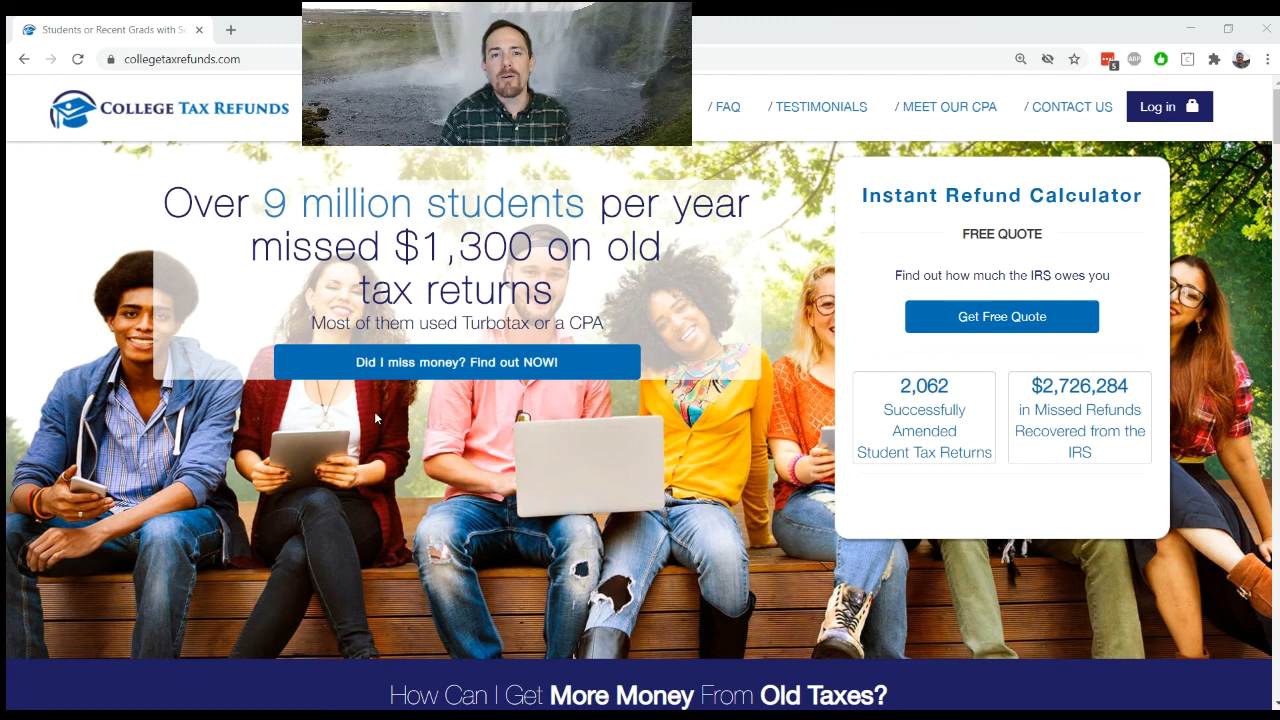 Students or Recent Grads with S
collegetaxrefunds.com
5
ABP
COLLEGE TAX REFUNDS
/ FAQ
/ TESTIMONIALS
/ MEET OUR CPA
/ CONTACT US
Log in
Over 9 million students per year
missed $1,300 on old
tax returns
Most of them used Turbotax or a CPA
Did I miss money? Find out NOW!
Instant Refund Calculator
FREE QUOTE
Find out how much the IRS owes you
Get Free Quote
2,062
Successfully
Amended
Student Tax Returns
$2,726,284
in Missed Refunds
Recovered from the
IRS
How Can I Get More Money From Old Taxes?